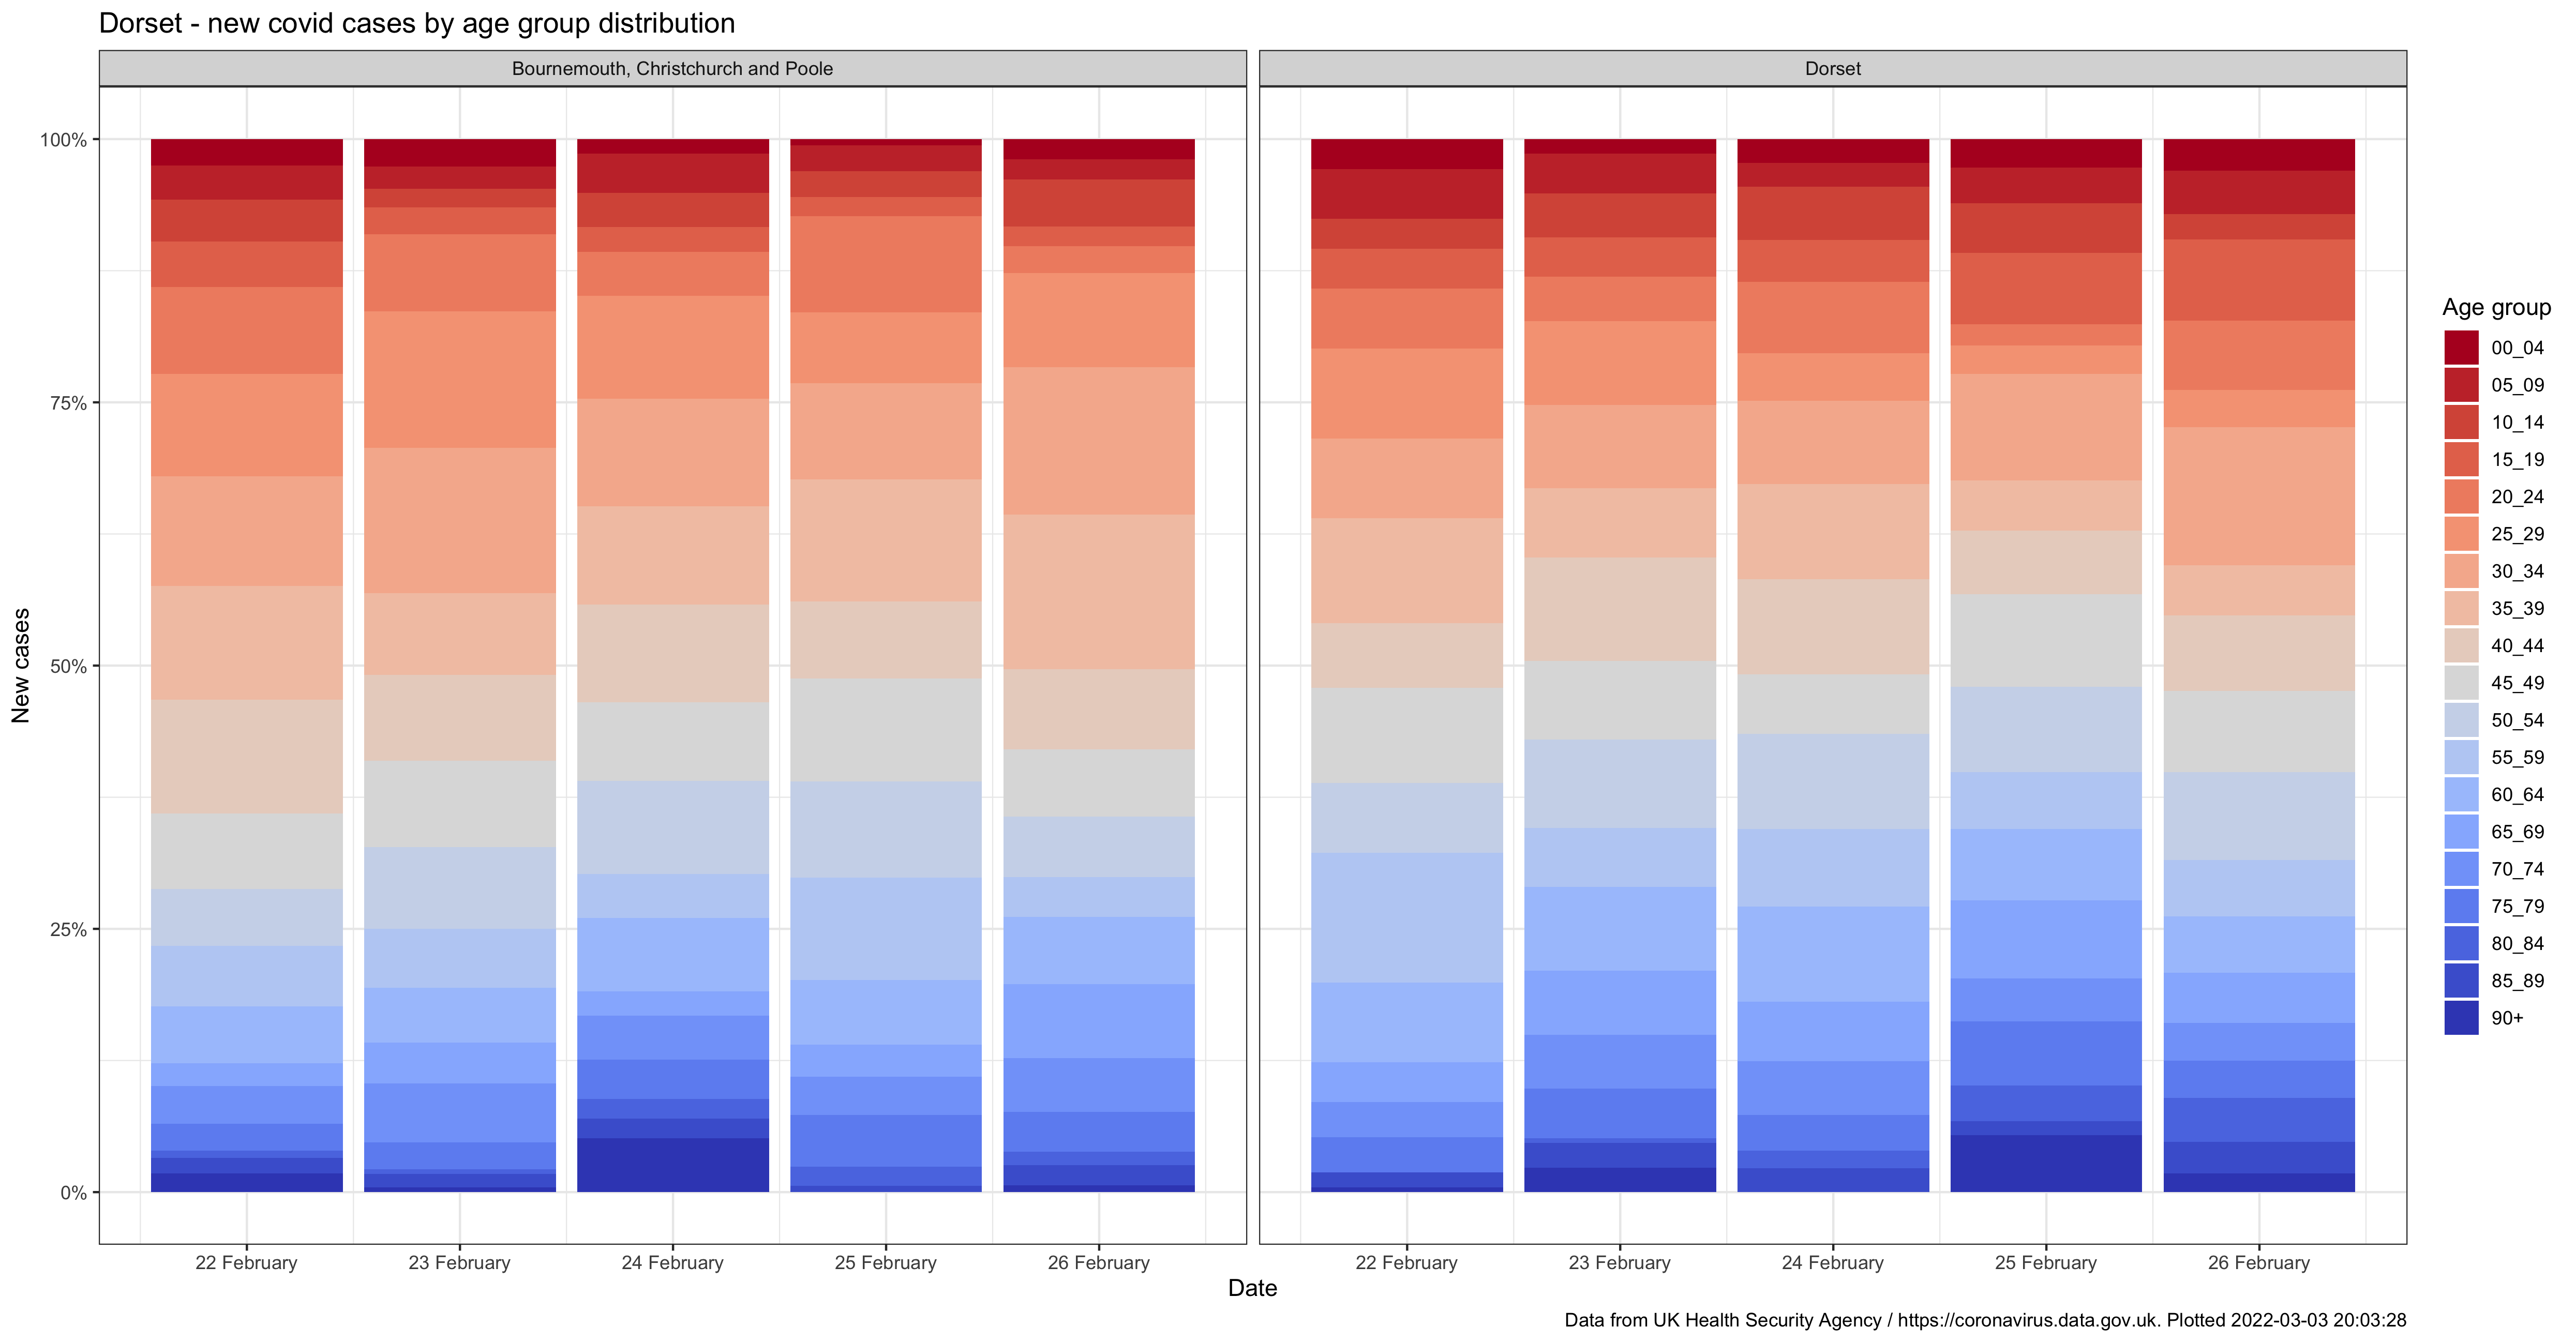 Dorset - new covid cases by age group distribution
Bournemouth, Christchurch and Poole
Dorset
New cases
100%
75%
50%
25%
0%
22 February
23 February
24 February
25 February
26 February
22 February
23 February
24 February
25 February
26 February
Date
Age group
00_04
05_09
10_14
15_19
20_24
25_29
30_34
35_39
40_44
45_49
50_54
55_59
60_64
65_69
70_74
75_79
80_84
85_89
90+
Data from UK Health Security Agency / https://coronavirus.data.gov.uk. Plotted 2022-03-03 20:03:28